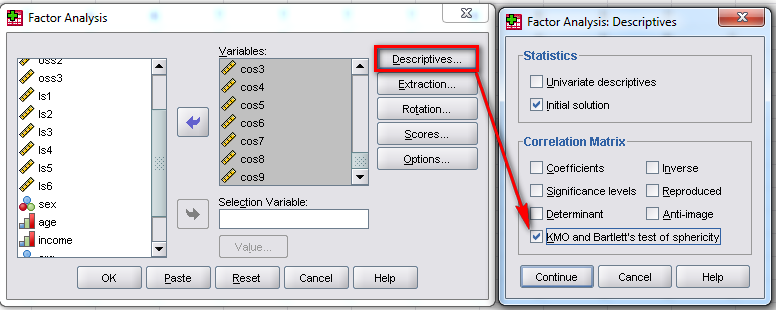 Factor Analysis
oss2
oss3
ls1
ls2
ls3
ls4
ls5
ls6
sex
age
income
Variables:
cos3
cos4
cos5
cos6
cos7
cos8
cos9
Selection Variable:
Value...
Descriptives...
Extraction...
Rotation...
Scores...
Options...
OK
Paste
Reset
Cancel
Help
Factor Analysis: Descriptives
Statistics
Univariate descriptives
Initial solution
Correlation Matrix
Coefficients
Inverse
Significance levels
Reproduced
Determinant
Anti-image
KMO and Bartlett's test of sphericity
Continue
Cancel
Help